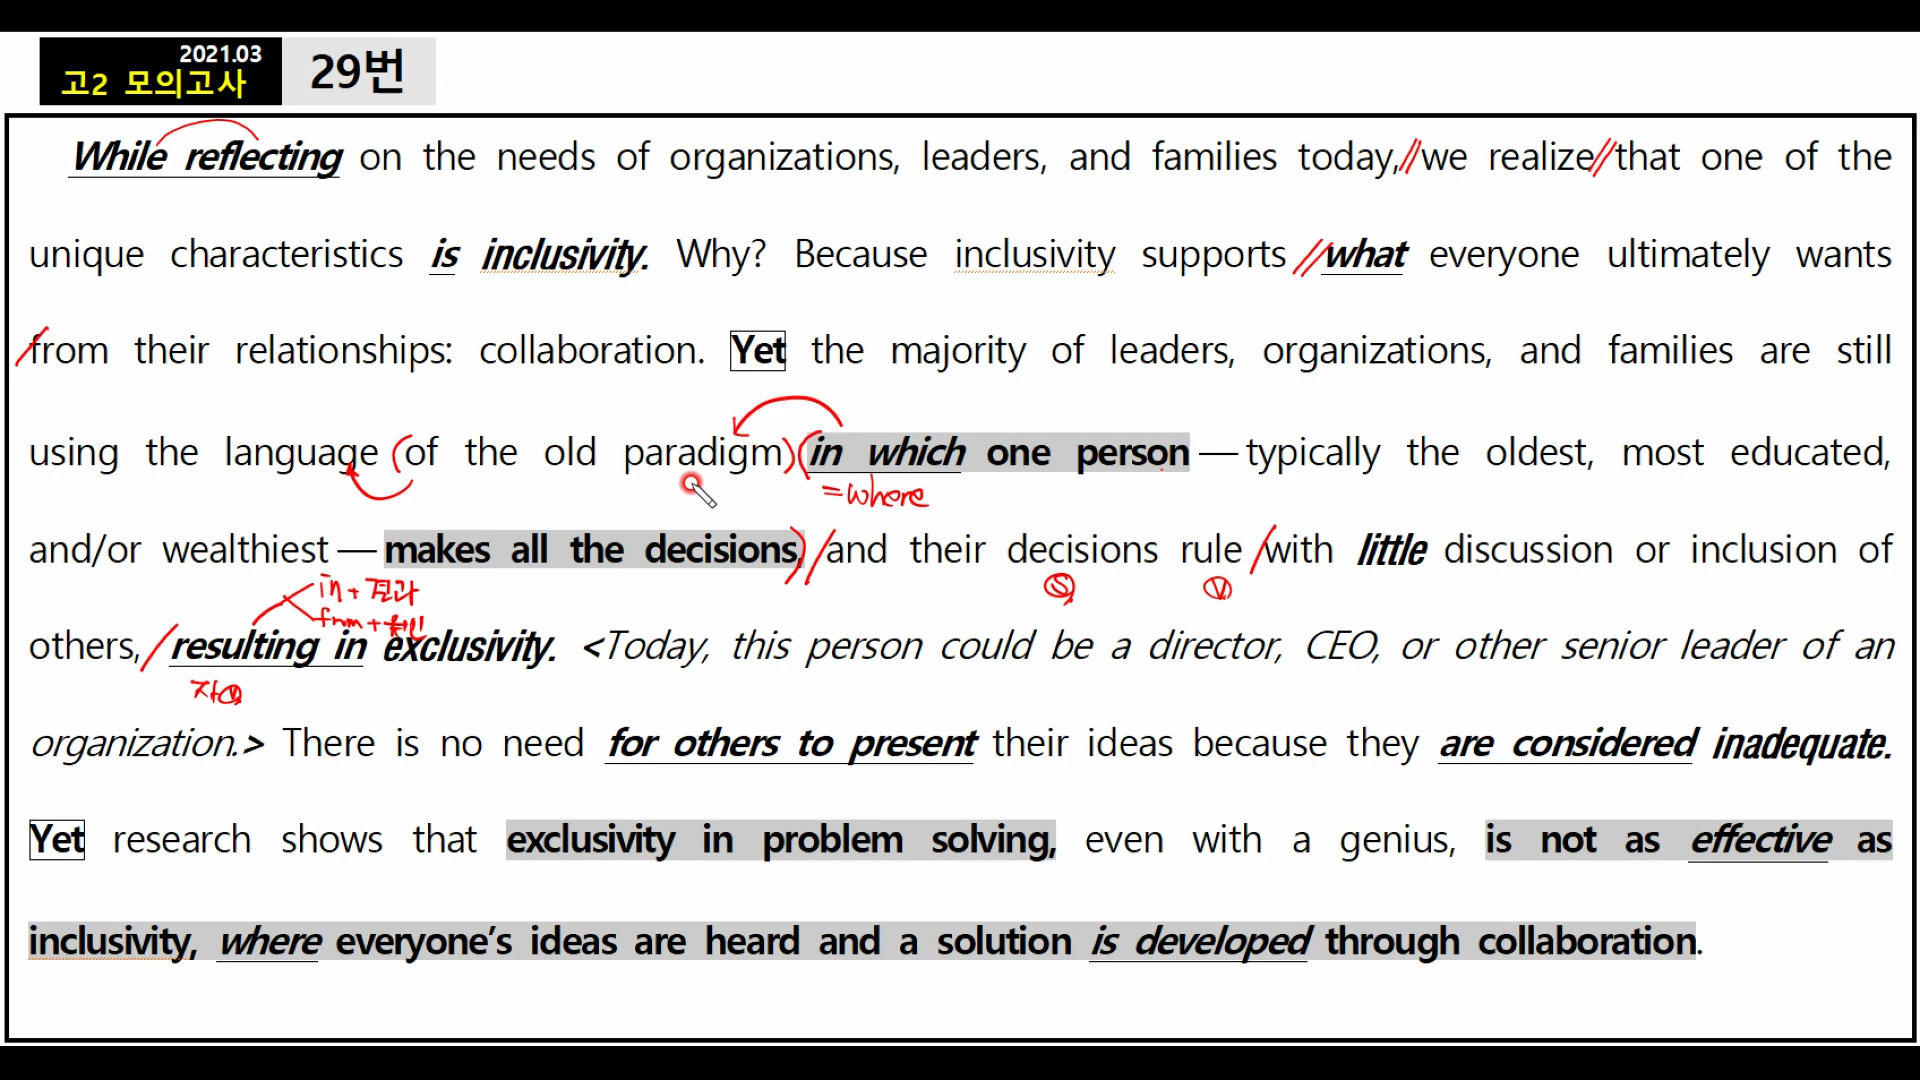 2021.03
고2 모의고사
29번
While reflecting on the needs of organizations, leaders, and families today, we realize that one of the
unique characteristics is inclusivity. Why? Because inclusivity supports what everyone ultimately wants
from their relationships: collaboration. Yet the majority of leaders, organizations, and families are still
using the language of the old paradigm in which one person — typically the oldest, most educated,
=where
and/or wealthiest — makes all the decisions, and their decisions rule with little discussion or inclusion of
in + 결과
S V
from + 원인
others, resulting in exclusivity. <Today, this person could be a director, CEO, or other senior leader of an
자V
organization.> There is no need for others to present their ideas because they are considered inadequate.
Yet research shows that exclusivity in problem solving, even with a genius, is not as effective as
inclusivity, where everyone’s ideas are heard and a solution is developed through collaboration.